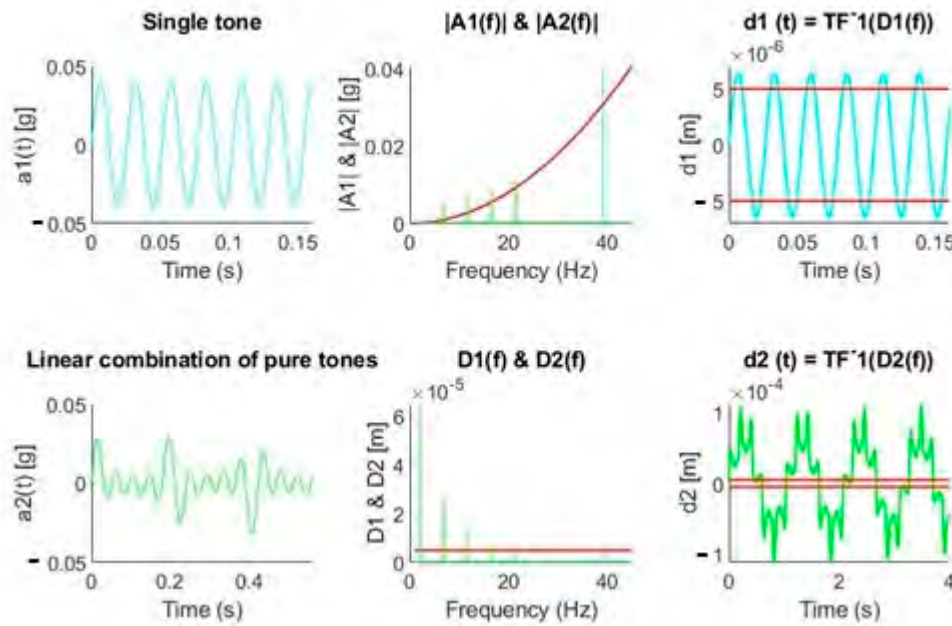 Single tone
0.05
0
-0.05
a1(t) [g]
0 0.05 0.1 0.15
Time (s)
|A1(f)| & |A2(f)|
0.04
0.02
0
|A1| & |A2| [g]
0 20 40
Frequency (Hz)
d1 (t) = TF-1(D1(f))
×10-6
5
0
-5
d1 [m]
0 0.05 0.1 0.15
Time (s)
Linear combination of pure tones
0.05
0
-0.05
a2(t) [g]
0 0.2 0.4
Time (s)
D1(f) & D2(f)
×10-5
6
4
2
0
D1 & D2 [m]
0 20 40
Frequency (Hz)
d2 (t) = TF-1(D2(f))
×10-4
1
0
-1
d2 [m]
0 2 4
Time (s)